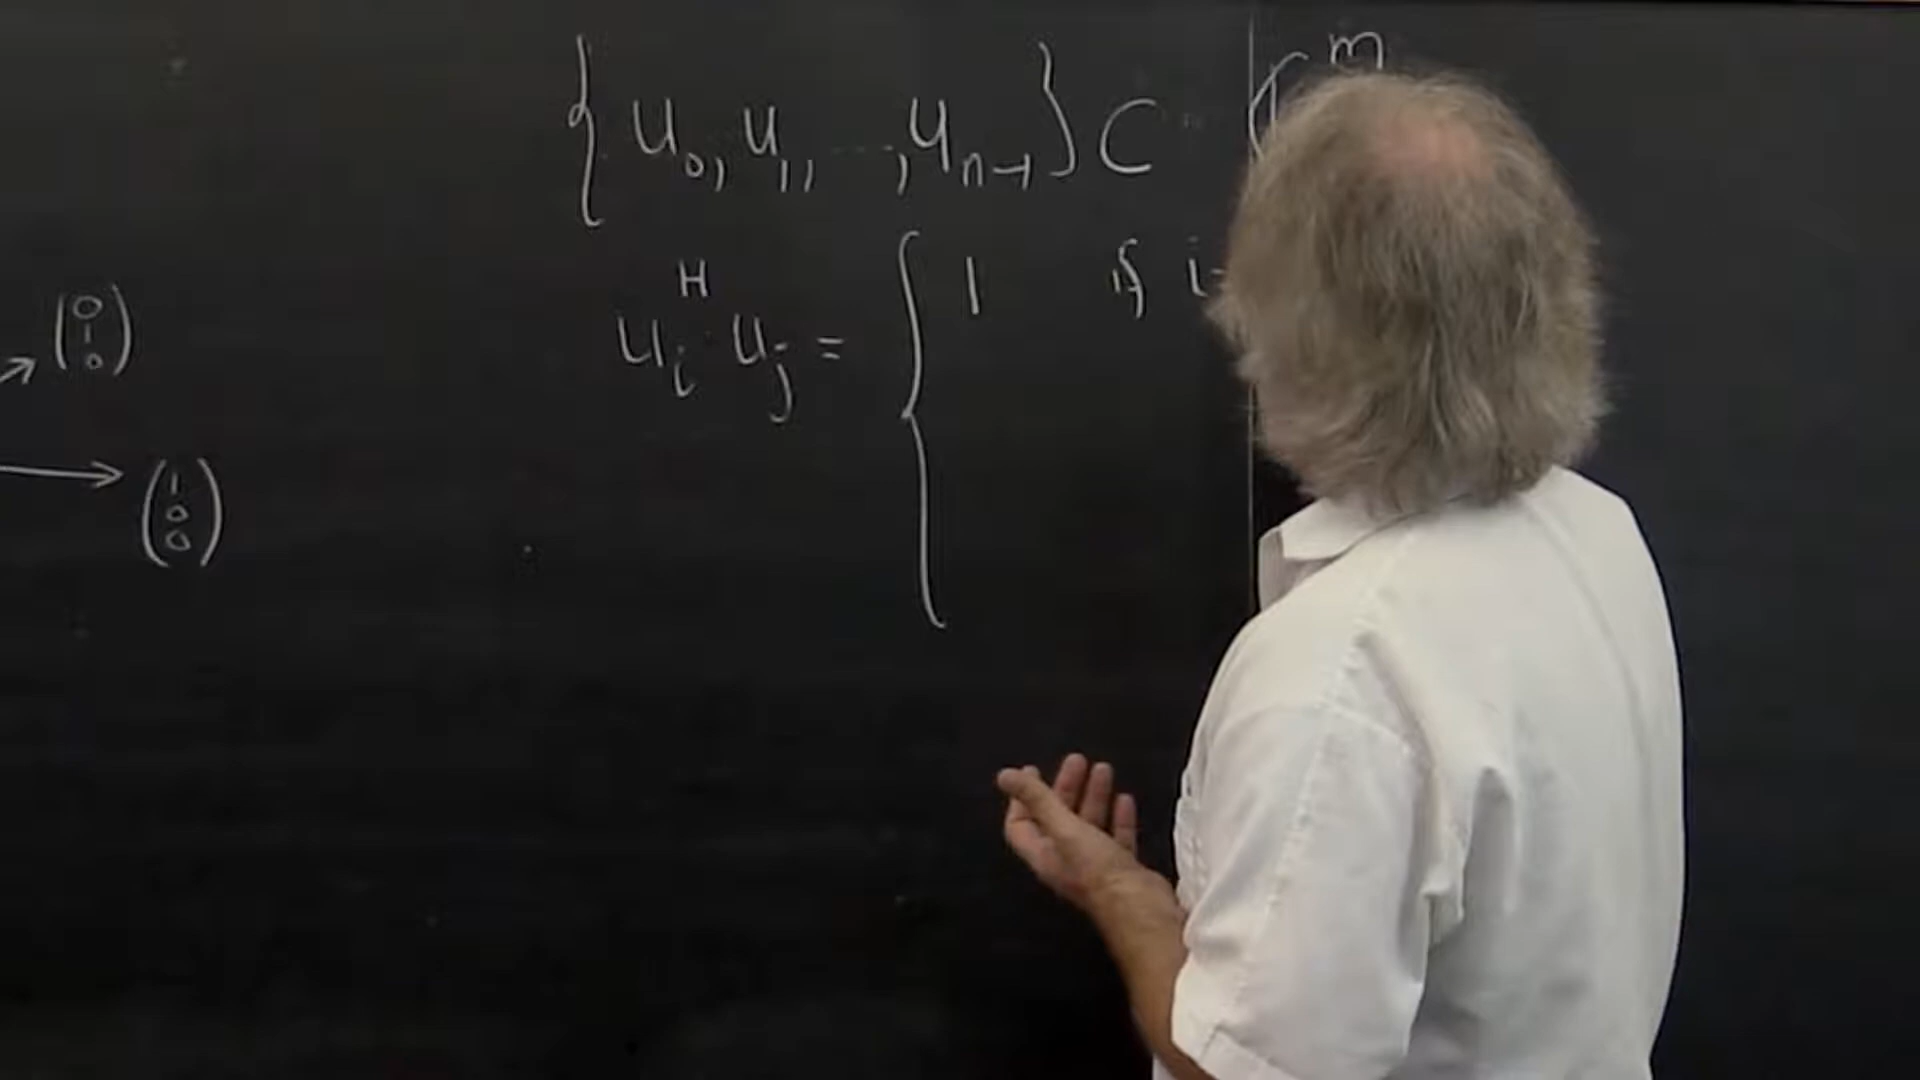 {u₀, u₁, ..., uₙ₋₁} ⊂ ℂᵐ
uᵢᴴ uⱼ = { 1 if i
(0 1 0)
(1 0 0)